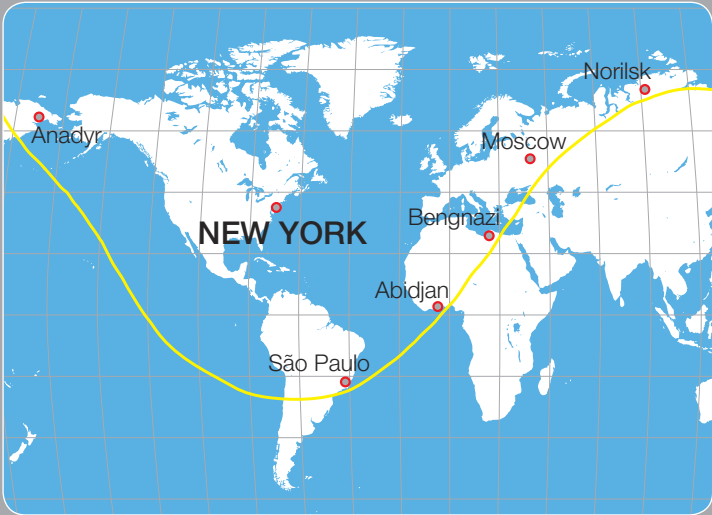 Norilsk
Anadyr
Moscow
NEW YORK
Bengnazi
Abidjan
São Paulo